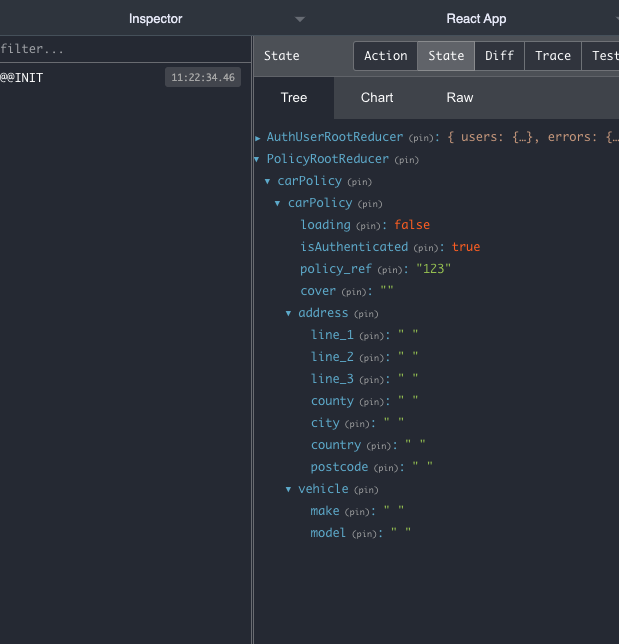 Inspector
React App
filter...
@@INIT
11:22:34.46
State
Action
State
Diff
Trace
Test
Tree
Chart
Raw
AuthUserRootReducer (pin): { users: {…}, errors: {…
PolicyRootReducer (pin)
carPolicy (pin)
carPolicy (pin)
loading (pin): false
isAuthenticated (pin): true
policy_ref (pin): "123"
cover (pin): ""
address (pin)
line_1 (pin): " "
line_2 (pin): " "
line_3 (pin): " "
county (pin): " "
city (pin): " "
country (pin): " "
postcode (pin): " "
vehicle (pin)
make (pin): " "
model (pin): " "